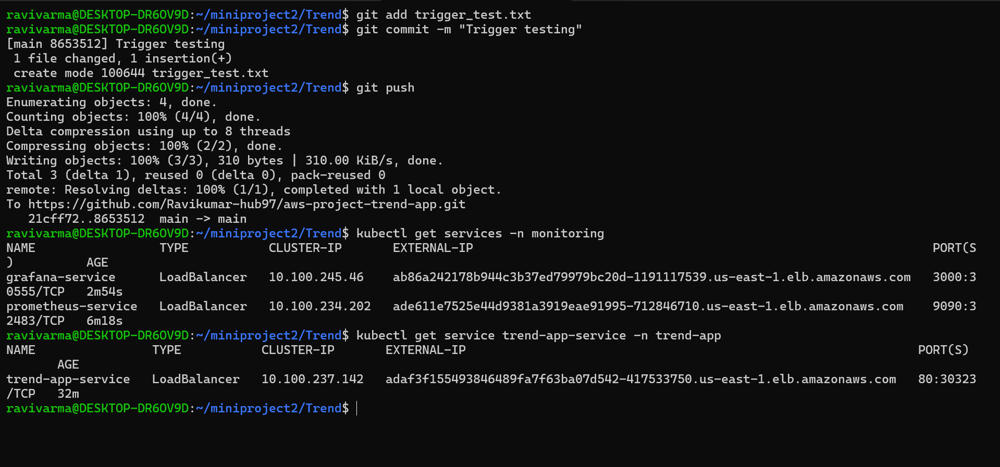 ravivarma@DESKTOP-DR6OV9D:~/miniproject2/Trend$ git add trigger_test.txt
ravivarma@DESKTOP-DR6OV9D:~/miniproject2/Trend$ git commit -m "Trigger testing"
[main 8653512] Trigger testing
 1 file changed, 1 insertion(+)
 create mode 100644 trigger_test.txt
ravivarma@DESKTOP-DR6OV9D:~/miniproject2/Trend$ git push
Enumerating objects: 4, done.
Counting objects: 100% (4/4), done.
Delta compression using up to 8 threads
Compressing objects: 100% (2/2), done.
Writing objects: 100% (3/3), 310 bytes | 310.00 KiB/s, done.
Total 3 (delta 1), reused 0 (delta 0), pack-reused 0
remote: Resolving deltas: 100% (1/1), completed with 1 local object.
To https://github.com/Ravikumar-hub97/aws-project-trend-app.git
   21cff72..8653512  main -> main
ravivarma@DESKTOP-DR6OV9D:~/miniproject2/Trend$ kubectl get services -n monitoring
NAME                 TYPE           CLUSTER-IP       EXTERNAL-IP                                                               PORT(S
)          AGE
grafana-service      LoadBalancer   10.100.245.46    ab86a242178b944c3b37ed79979bc20d-1191117539.us-east-1.elb.amazonaws.com   3000:3
0555/TCP   2m54s
prometheus-service   LoadBalancer   10.100.234.202   ade611e7525e44d9381a3919eae91995-712846710.us-east-1.elb.amazonaws.com    9090:3
2483/TCP   6m18s
ravivarma@DESKTOP-DR6OV9D:~/miniproject2/Trend$ kubectl get service trend-app-service -n trend-app
NAME                TYPE           CLUSTER-IP       EXTERNAL-IP                                                              PORT(S)
       AGE
trend-app-service   LoadBalancer   10.100.237.142   adaf3f155493846489fa7f63ba07d542-417533750.us-east-1.elb.amazonaws.com   80:30323
/TCP   32m
ravivarma@DESKTOP-DR6OV9D:~/miniproject2/Trend$